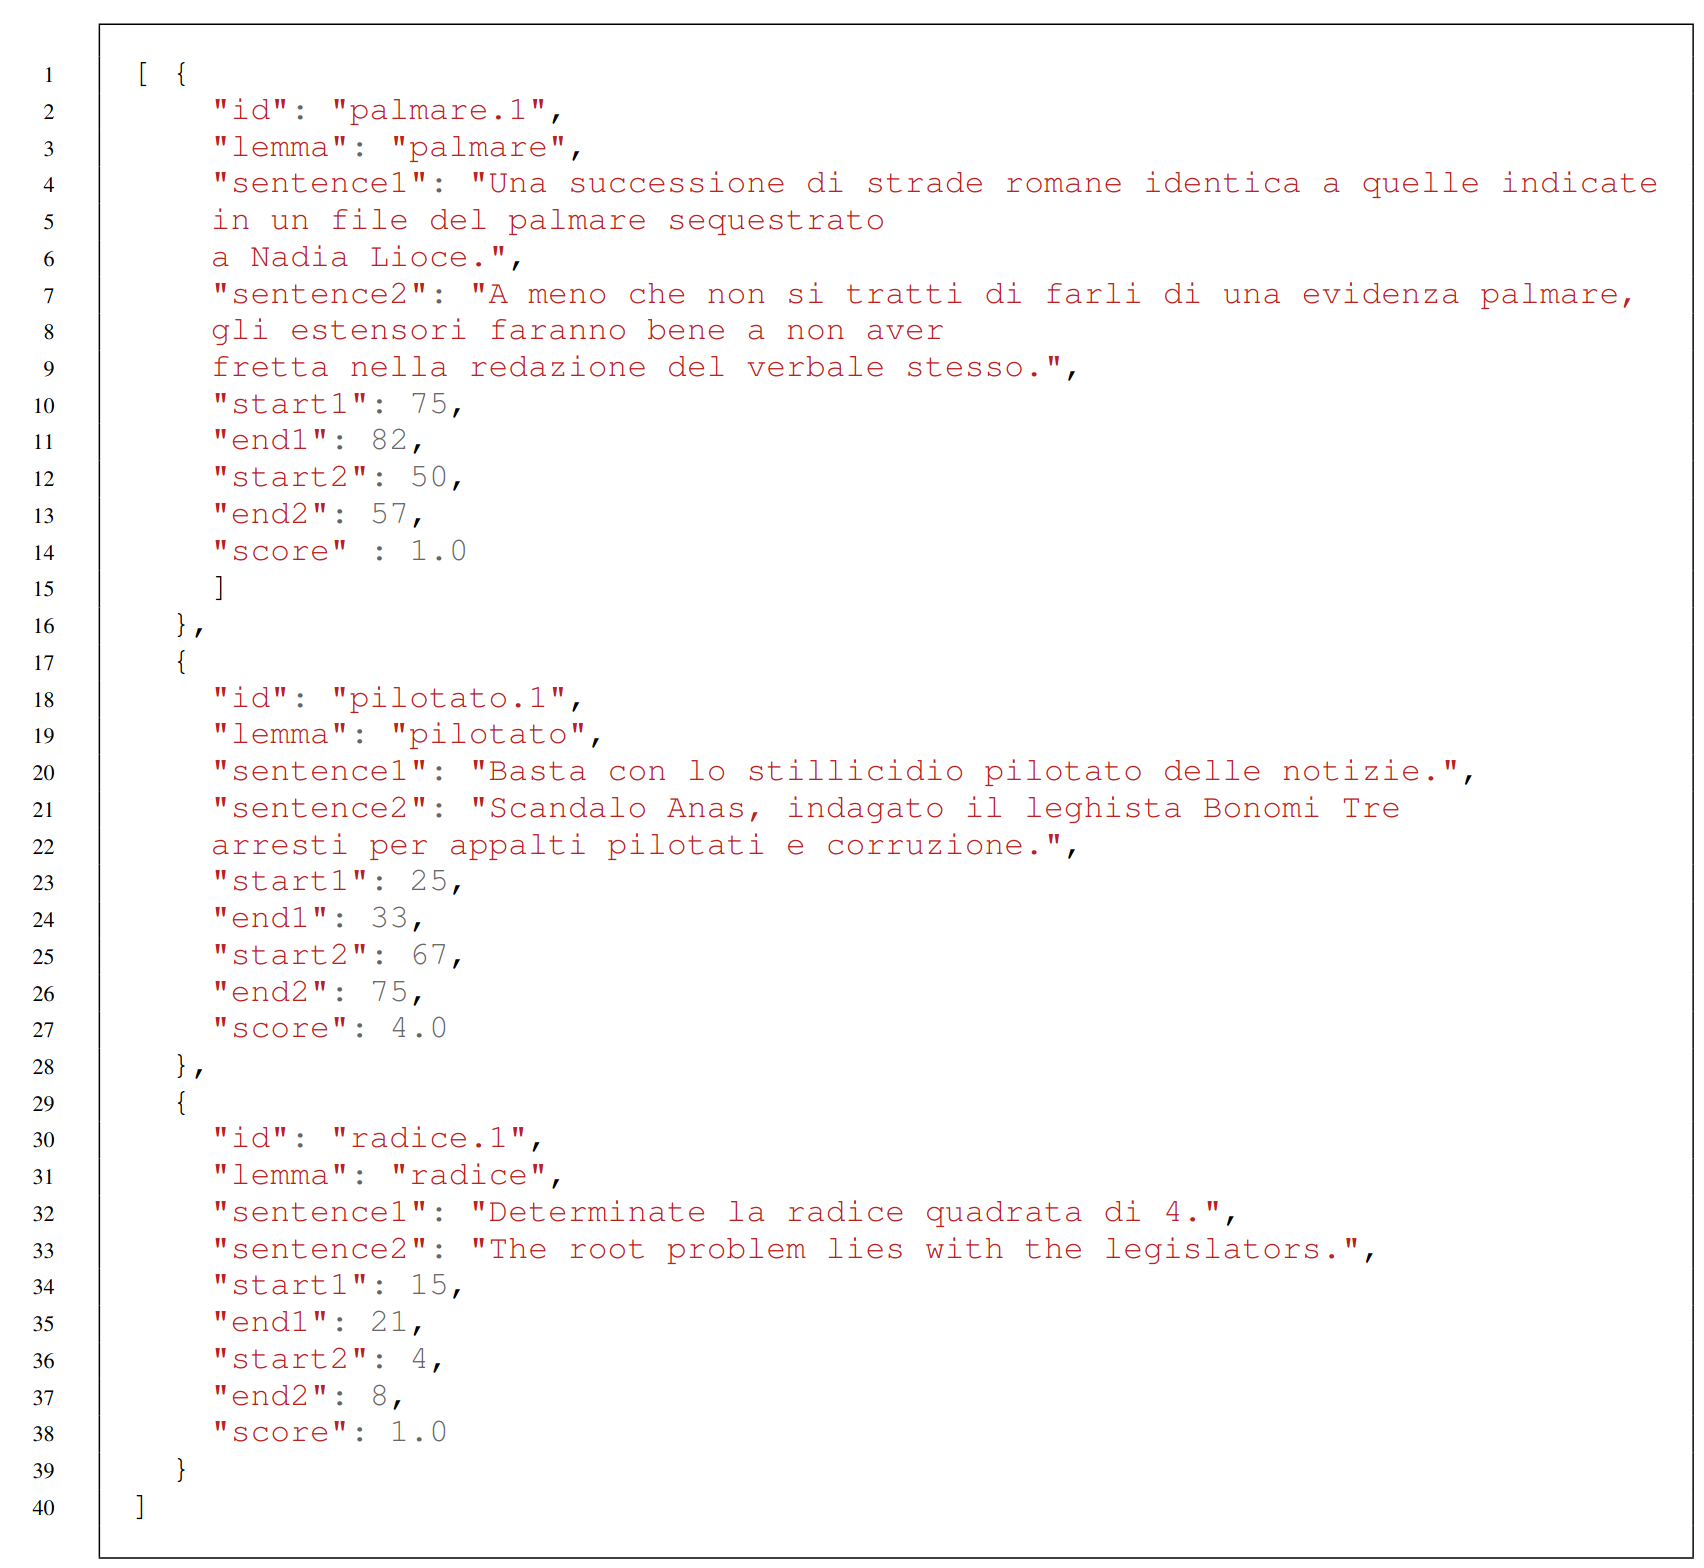 1 [ {
2 "id": "palmare.1",
3 "lemma": "palmare",
4 "sentence1": "Una successione di strade romane identica a quelle indicate
5 in un file del palmare sequestrato
6 a Nadia Lioce.",
7 "sentence2": "A meno che non si tratti di farli di una evidenza palmare,
8 gli estensori faranno bene a non aver
9 fretta nella redazione del verbale stesso.",
10 "start1": 75,
11 "end1": 82,
12 "start2": 50,
13 "end2": 57,
14 "score" : 1.0
15 ]
16 },
17 {
18 "id": "pilotato.1",
19 "lemma": "pilotato",
20 "sentence1": "Basta con lo stillicidio pilotato delle notizie.",
21 "sentence2": "Scandalo Anas, indagato il leghista Bonomi Tre
22 arresti per appalti pilotati e corruzione.",
23 "start1": 25,
24 "end1": 33,
25 "start2": 67,
26 "end2": 75,
27 "score": 4.0
28 },
29 {
30 "id": "radice.1",
31 "lemma": "radice",
32 "sentence1": "Determinate la radice quadrata di 4.",
33 "sentence2": "The root problem lies with the legislators.",
34 "start1": 15,
35 "end1": 21,
36 "start2": 4,
37 "end2": 8,
38 "score": 1.0
39 }
40 ]